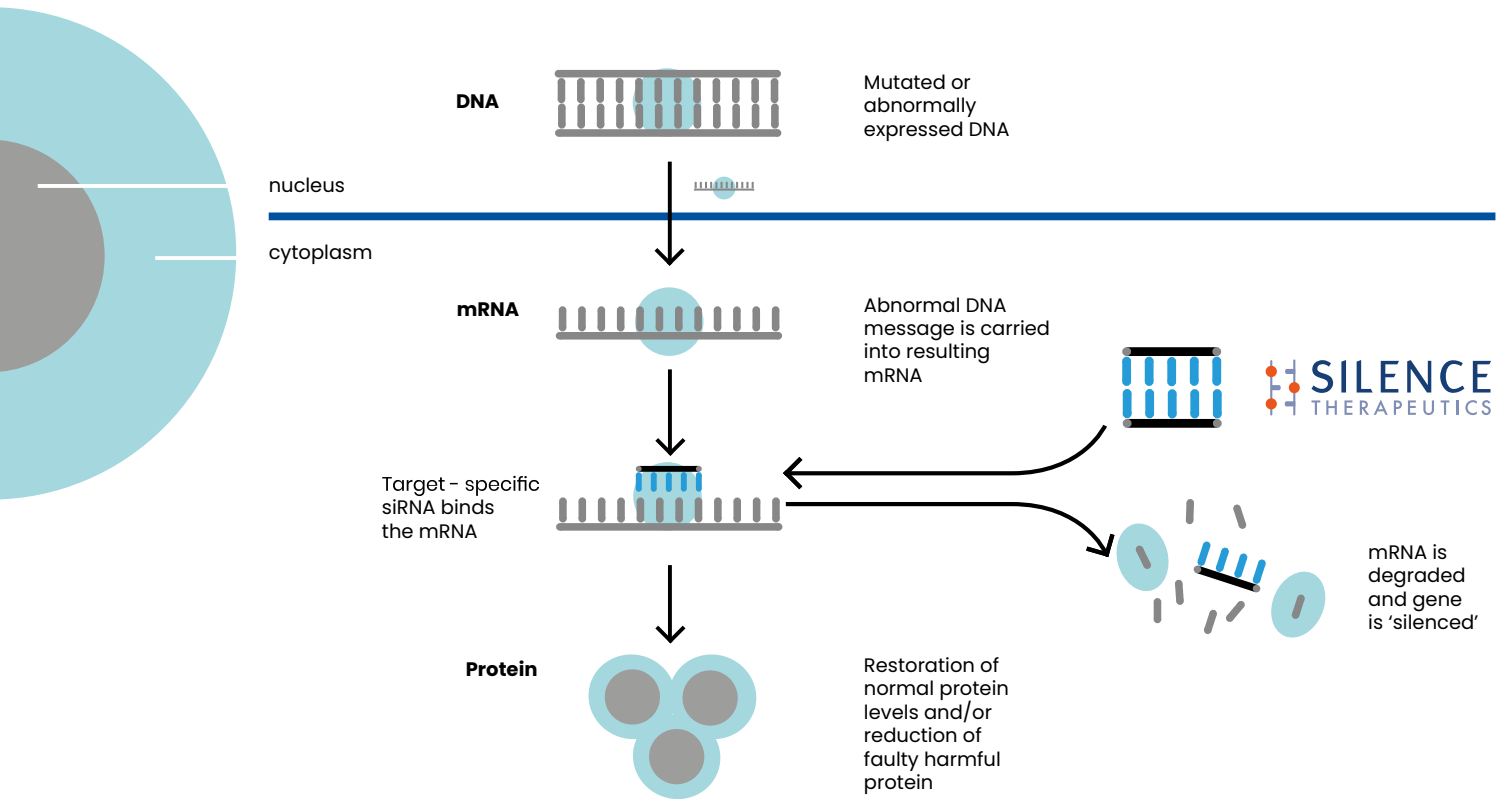 DNA
Mutated or
abnormally
expressed DNA
nucleus
cytoplasm
mRNA
Abnormal DNA
message is carried
into resulting
mRNA
SILENCE
THERAPEUTICS
Target - specific
siRNA binds
the mRNA
mRNA is
degraded
and gene
is ‘silenced’
Protein
Restoration of
normal protein
levels and/or
reduction of
faulty harmful
protein